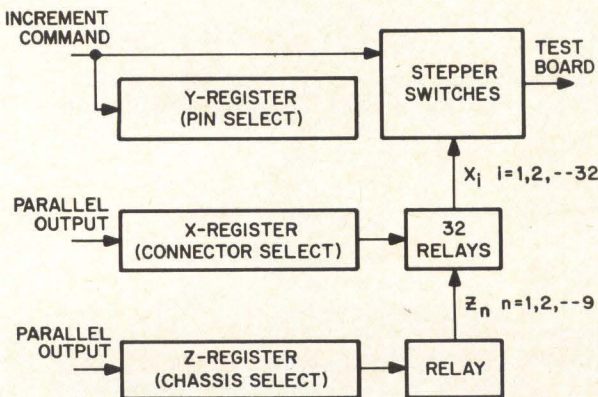 INCREMENT
COMMAND
STEPPER
SWITCHES
TEST
BOARD
Y-REGISTER
(PIN SELECT)
Xi i=1,2,--32
PARALLEL
OUTPUT
X-REGISTER
(CONNECTOR SELECT)
32
RELAYS
Zn n=1,2,--9
PARALLEL
OUTPUT
Z-REGISTER
(CHASSIS SELECT)
RELAY